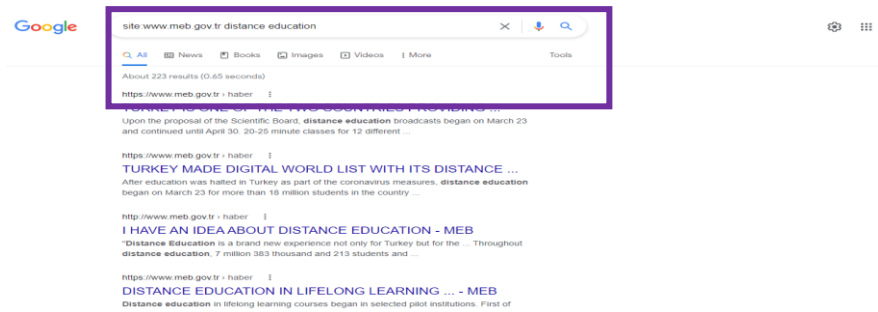 Google
site:www.meb.gov.tr distance education
All News Books Images Videos More Tools
About 223 results (0.65 seconds)
https://www.meb.gov.tr › haber
TURKEY IS ONE OF THE TWO COUNTRIES PROVIDING ...
Upon the proposal of the Scientific Board, distance education broadcasts began on March 23
and continued until April 30. 20-25 minute classes for 12 different ...
https://www.meb.gov.tr › haber
TURKEY MADE DIGITAL WORLD LIST WITH ITS DISTANCE ...
After education was halted in Turkey as part of the coronavirus measures, distance education
began on March 23 for more than 18 million students in the country ...
http://www.meb.gov.tr › haber
I HAVE AN IDEA ABOUT DISTANCE EDUCATION - MEB
"Distance Education is a brand new experience not only for Turkey but for the ... Throughout
distance education, 7 million 383 thousand and 213 students and ...
https://www.meb.gov.tr › haber
DISTANCE EDUCATION IN LIFELONG LEARNING ... - MEB
Distance education in lifelong learning courses began in selected pilot institutions. First of